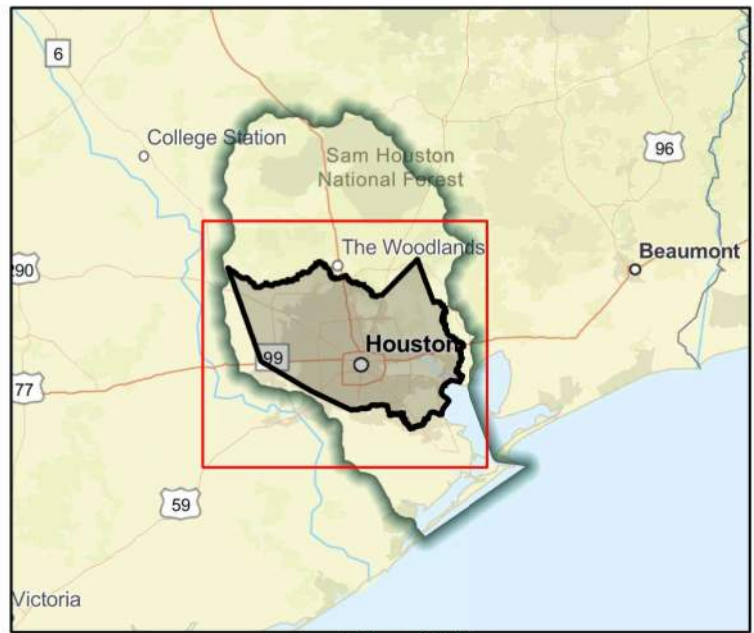 6
College Station
Sam Houston
National Forest
96
290
The Woodlands
Beaumont
99
Houston
77
59
Victoria